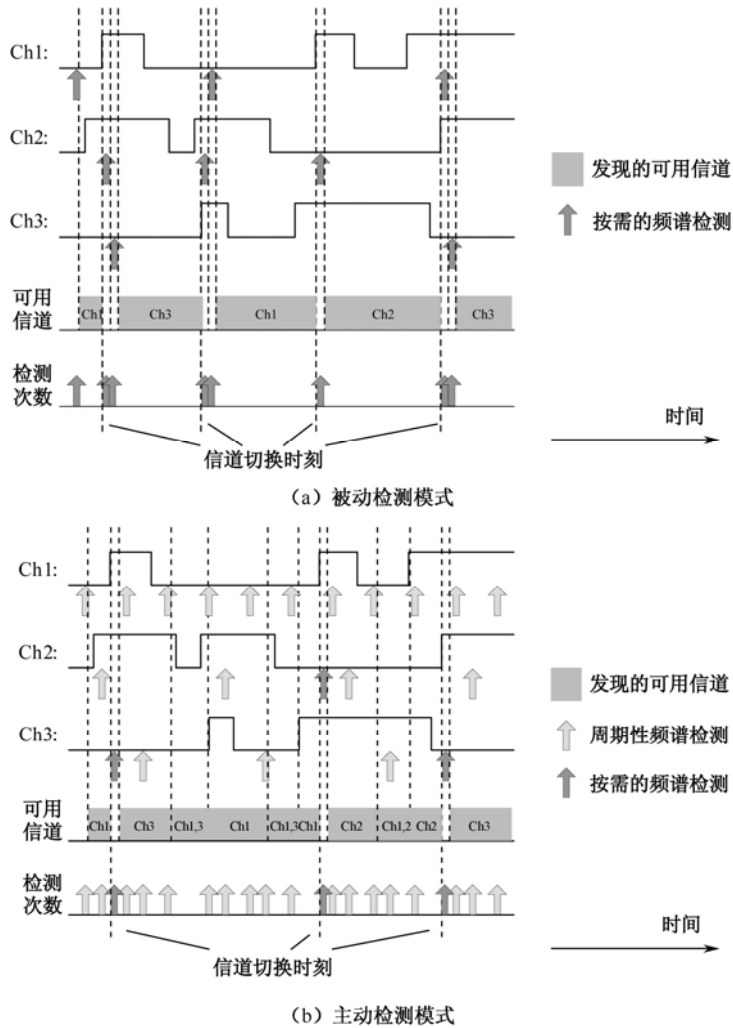 Ch1:
Ch2:
Ch3:
发现的可用信道
按需的频谱检测
可用
信道
Ch1
Ch3
Ch1
Ch2
Ch3
检测
次数
时间
信道切换时刻
（a）被动检测模式
Ch1:
Ch2:
Ch3:
发现的可用信道
周期性频谱检测
按需的频谱检测
可用
信道
Ch1
Ch3
Ch1,3
Ch1
Ch1,3
Ch1
Ch2
Ch1,2
Ch2
Ch3
检测
次数
时间
信道切换时刻
（b）主动检测模式